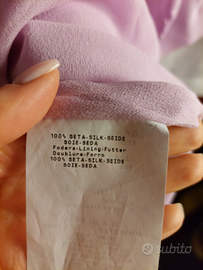 100% SETA-SILK-SEIDE
SOIE-SEDA
Fodera-Lining-Futter
Doublure-Forro
100% SETA-SILK-SEIDE
SOIE-SEDA
subito